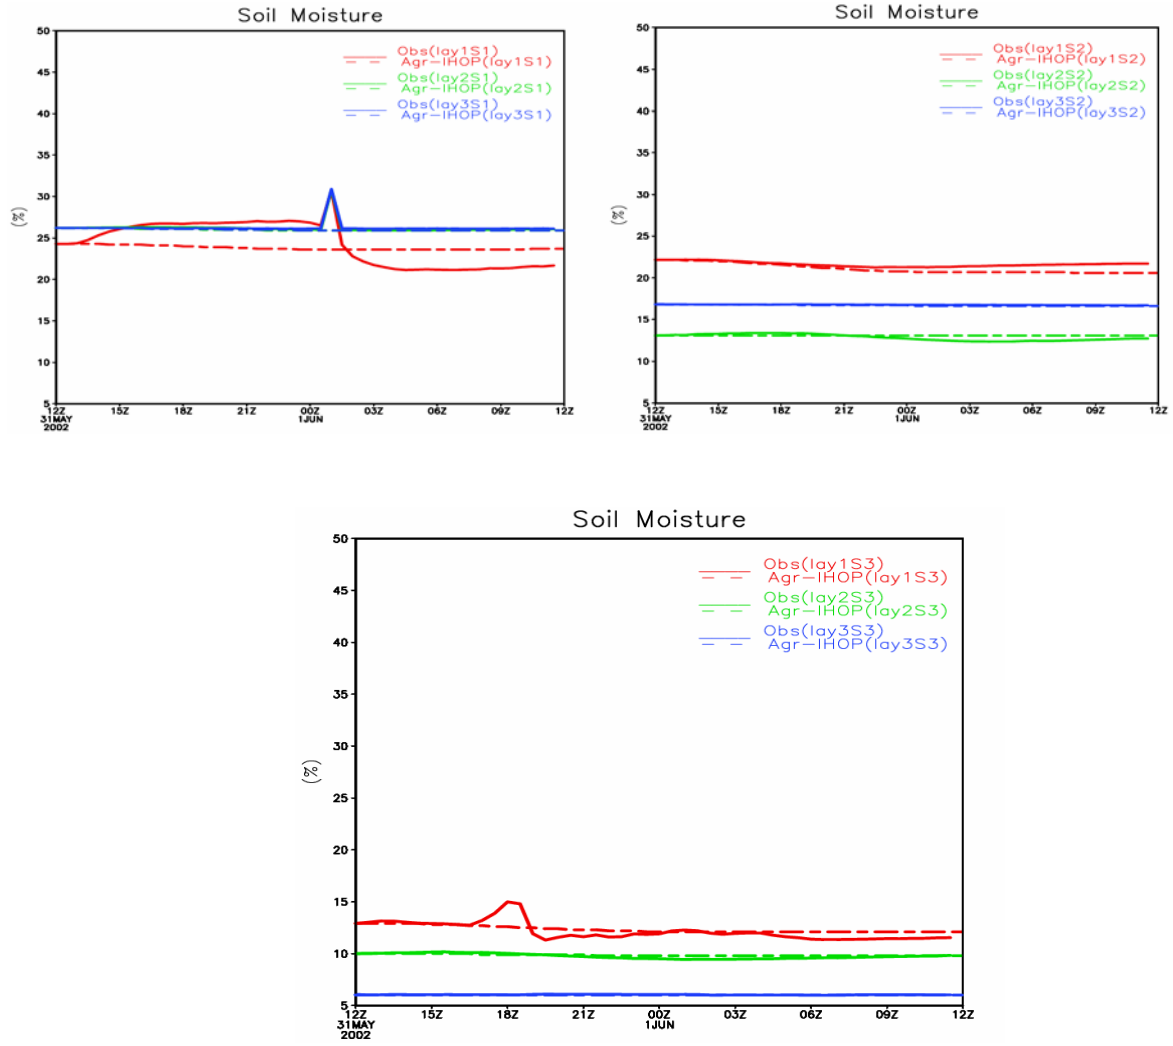 Soil Moisture
50
45
40
35
30
25
20
15
10
5
(%)
Obs(lay1S1)
Agr-IHOP(lay1S1)
Obs(lay2S1)
Agr-IHOP(lay2S1)
Obs(lay3S1)
Agr-IHOP(lay3S1)
12Z 15Z 18Z 21Z 00Z 03Z 06Z 09Z 12Z
31MAY 1JUN
2002
Soil Moisture
50
45
40
35
30
25
20
15
10
5
(%)
Obs(lay1S2)
Agr-IHOP(lay1S2)
Obs(lay2S2)
Agr-IHOP(lay2S2)
Obs(lay3S2)
Agr-IHOP(lay3S2)
12Z 15Z 18Z 21Z 00Z 03Z 06Z 09Z 12Z
31MAY 1JUN
2002
Soil Moisture
50
45
40
35
30
25
20
15
10
5
(%)
Obs(lay1S3)
Agr-IHOP(lay1S3)
Obs(lay2S3)
Agr-IHOP(lay2S3)
Obs(lay3S3)
Agr-IHOP(lay3S3)
12Z 15Z 18Z 21Z 00Z 03Z 06Z 09Z 12Z
31MAY 1JUN
2002